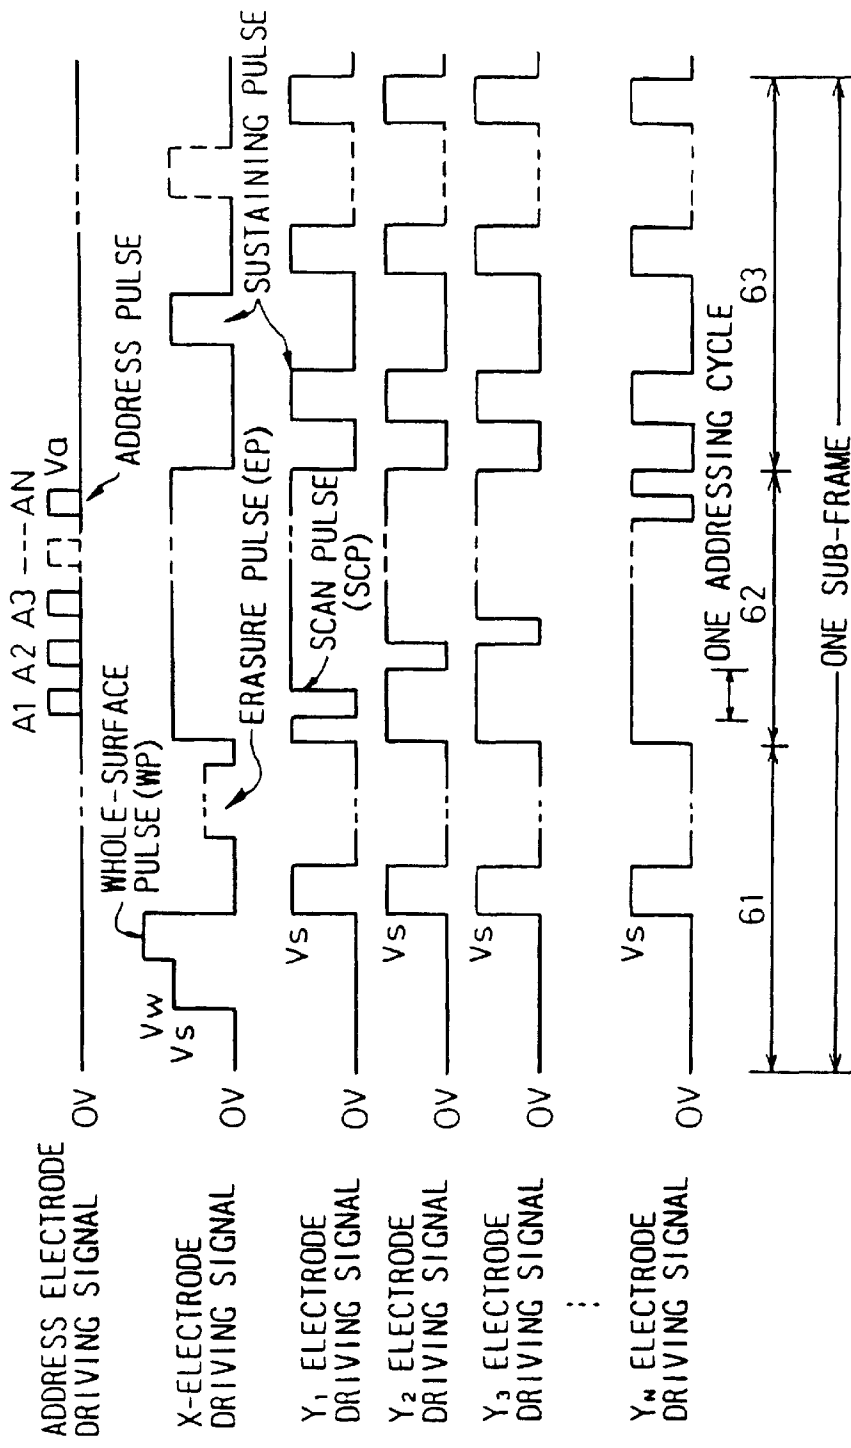 A1 A2 A3 ---- AN
Va
ADDRESS PULSE
ADDRESS ELECTRODE
DRIVING SIGNAL
0V
WHOLE-SURFACE
PULSE (WP)
Vw
Vs
X-ELECTRODE
DRIVING SIGNAL
0V
ERASURE PULSE (EP)
SUSTAINING PULSE
Y1 ELECTRODE
DRIVING SIGNAL
0V
Vs
SCAN PULSE
(SCP)
Y2 ELECTRODE
DRIVING SIGNAL
0V
Vs
Y3 ELECTRODE
DRIVING SIGNAL
0V
Vs
YN ELECTRODE
DRIVING SIGNAL
0V
Vs
ONE ADDRESSING CYCLE
61
62
63
ONE SUB-FRAME